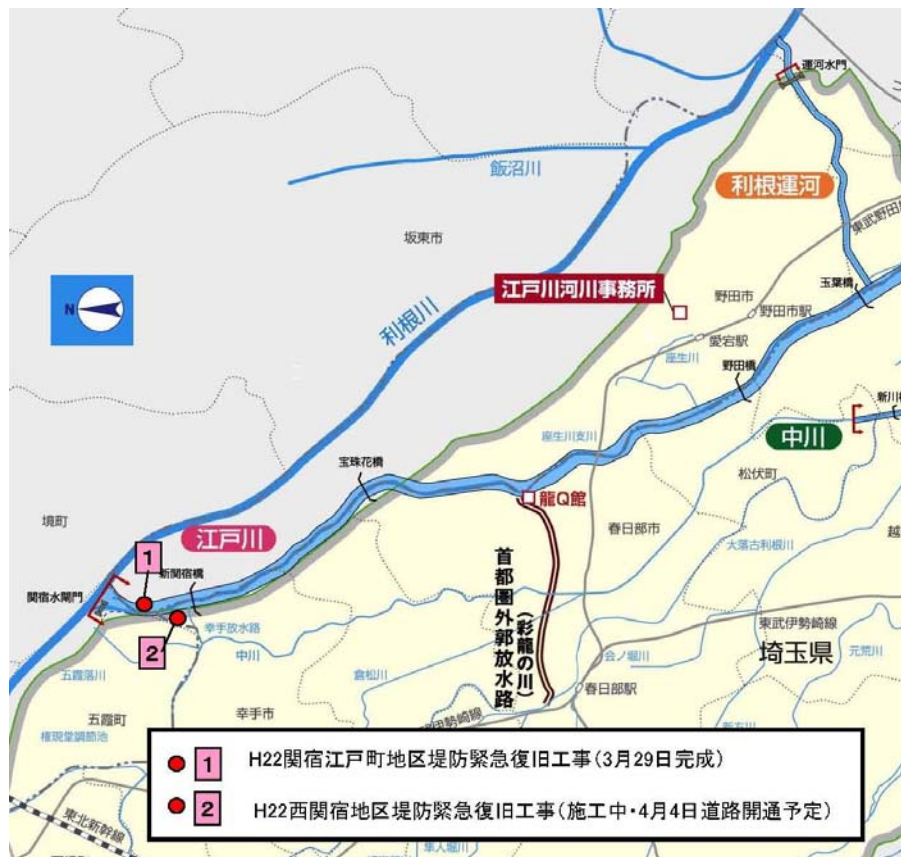 運河水門
飯沼川
利根運河
東武野田線
坂東市
江戸川河川事務所
野田市
野田市駅
玉葉橋
N
利根川
愛宕駅
座生川
野田橋
新川橋
座生川支川
中川
宝珠花橋
松伏町
龍Q館
境町
江戸川
春日部市
大落古利根川
越
1
新関宿橋
首都圏外郭放水路
(彩龍の川)
関宿水閘門
幸手放水路
東武伊勢崎線
2
中川
会ノ堀川
埼玉県
元荒川
五霞落川
倉松川
春日部駅
五霞町
幸手市
伊勢崎線
新方川
権現堂調節池
1 H22関宿江戸町地区堤防緊急復旧工事(3月29日完成)
2 H22西関宿地区堤防緊急復旧工事(施工中・4月4日道路開通予定)
東北新幹線
隼人堀川